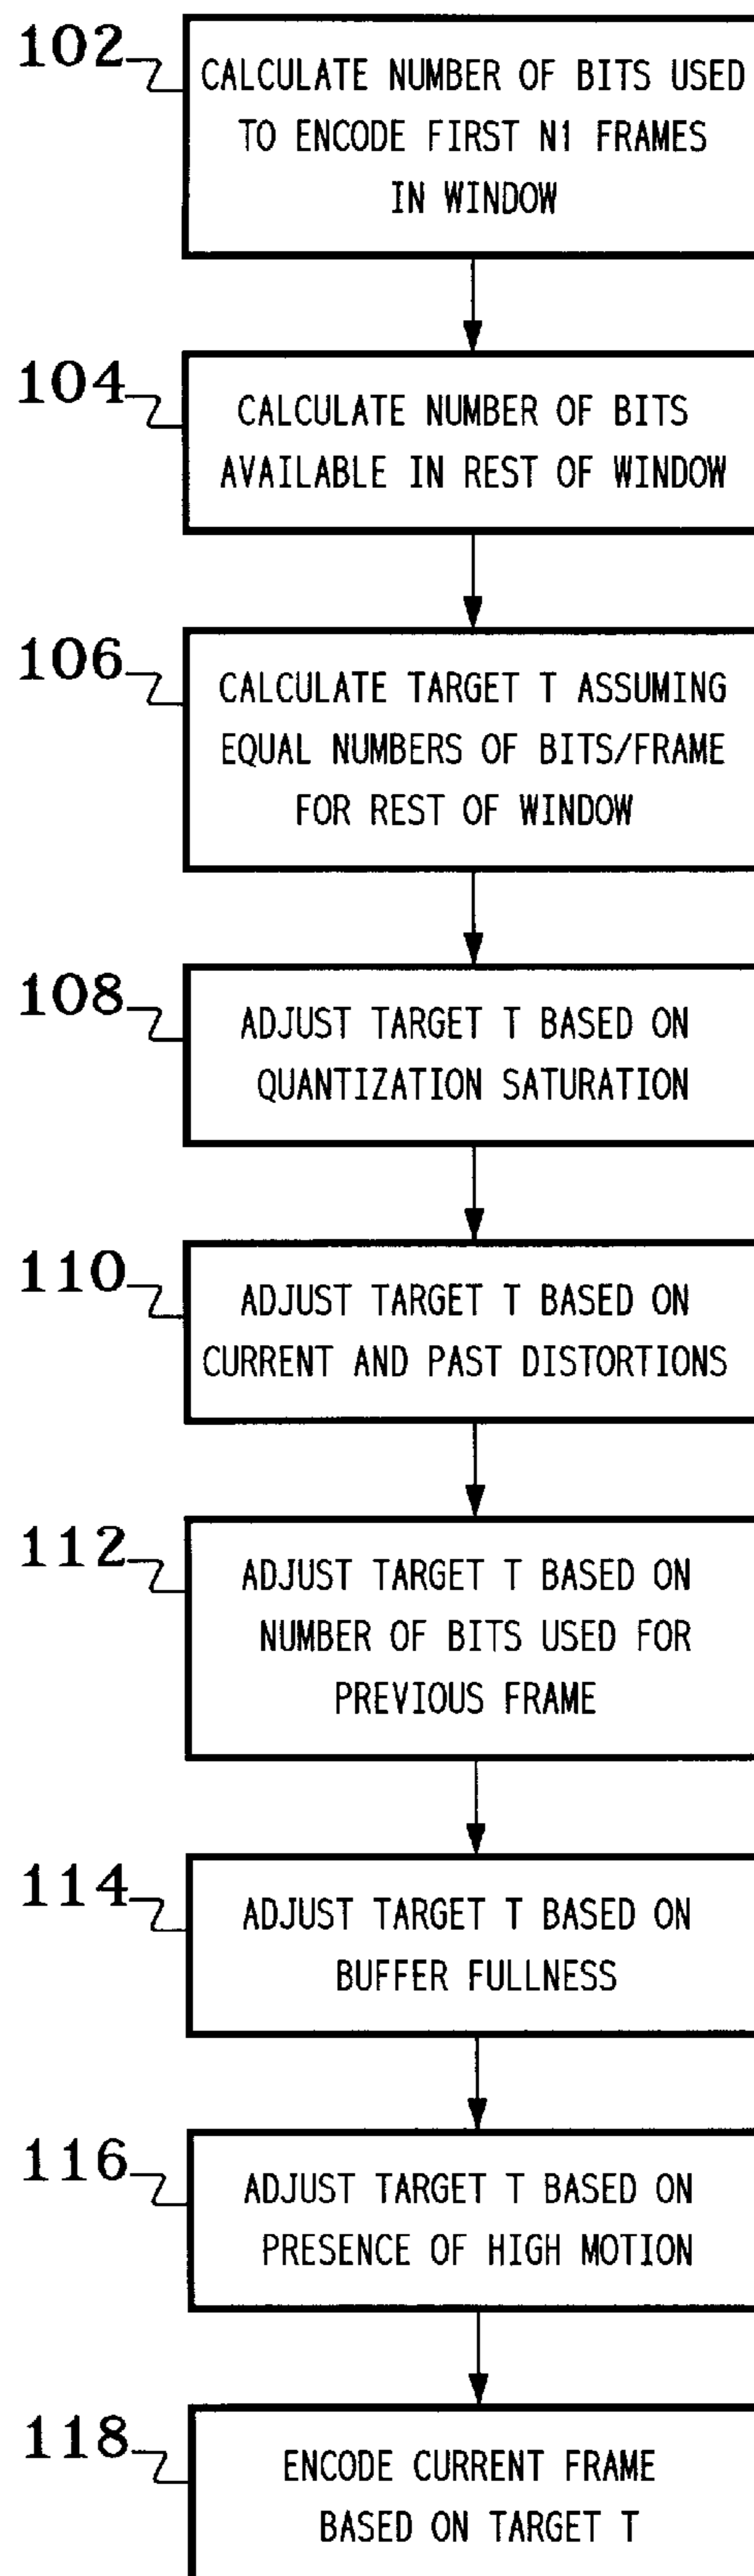 102
CALCULATE NUMBER OF BITS USED
TO ENCODE FIRST N1 FRAMES
IN WINDOW
104
CALCULATE NUMBER OF BITS
AVAILABLE IN REST OF WINDOW
106
CALCULATE TARGET T ASSUMING
EQUAL NUMBERS OF BITS/FRAME
FOR REST OF WINDOW
108
ADJUST TARGET T BASED ON
QUANTIZATION SATURATION
110
ADJUST TARGET T BASED ON
CURRENT AND PAST DISTORTIONS
112
ADJUST TARGET T BASED ON
NUMBER OF BITS USED FOR
PREVIOUS FRAME
114
ADJUST TARGET T BASED ON
BUFFER FULLNESS
116
ADJUST TARGET T BASED ON
PRESENCE OF HIGH MOTION
118
ENCODE CURRENT FRAME
BASED ON TARGET T